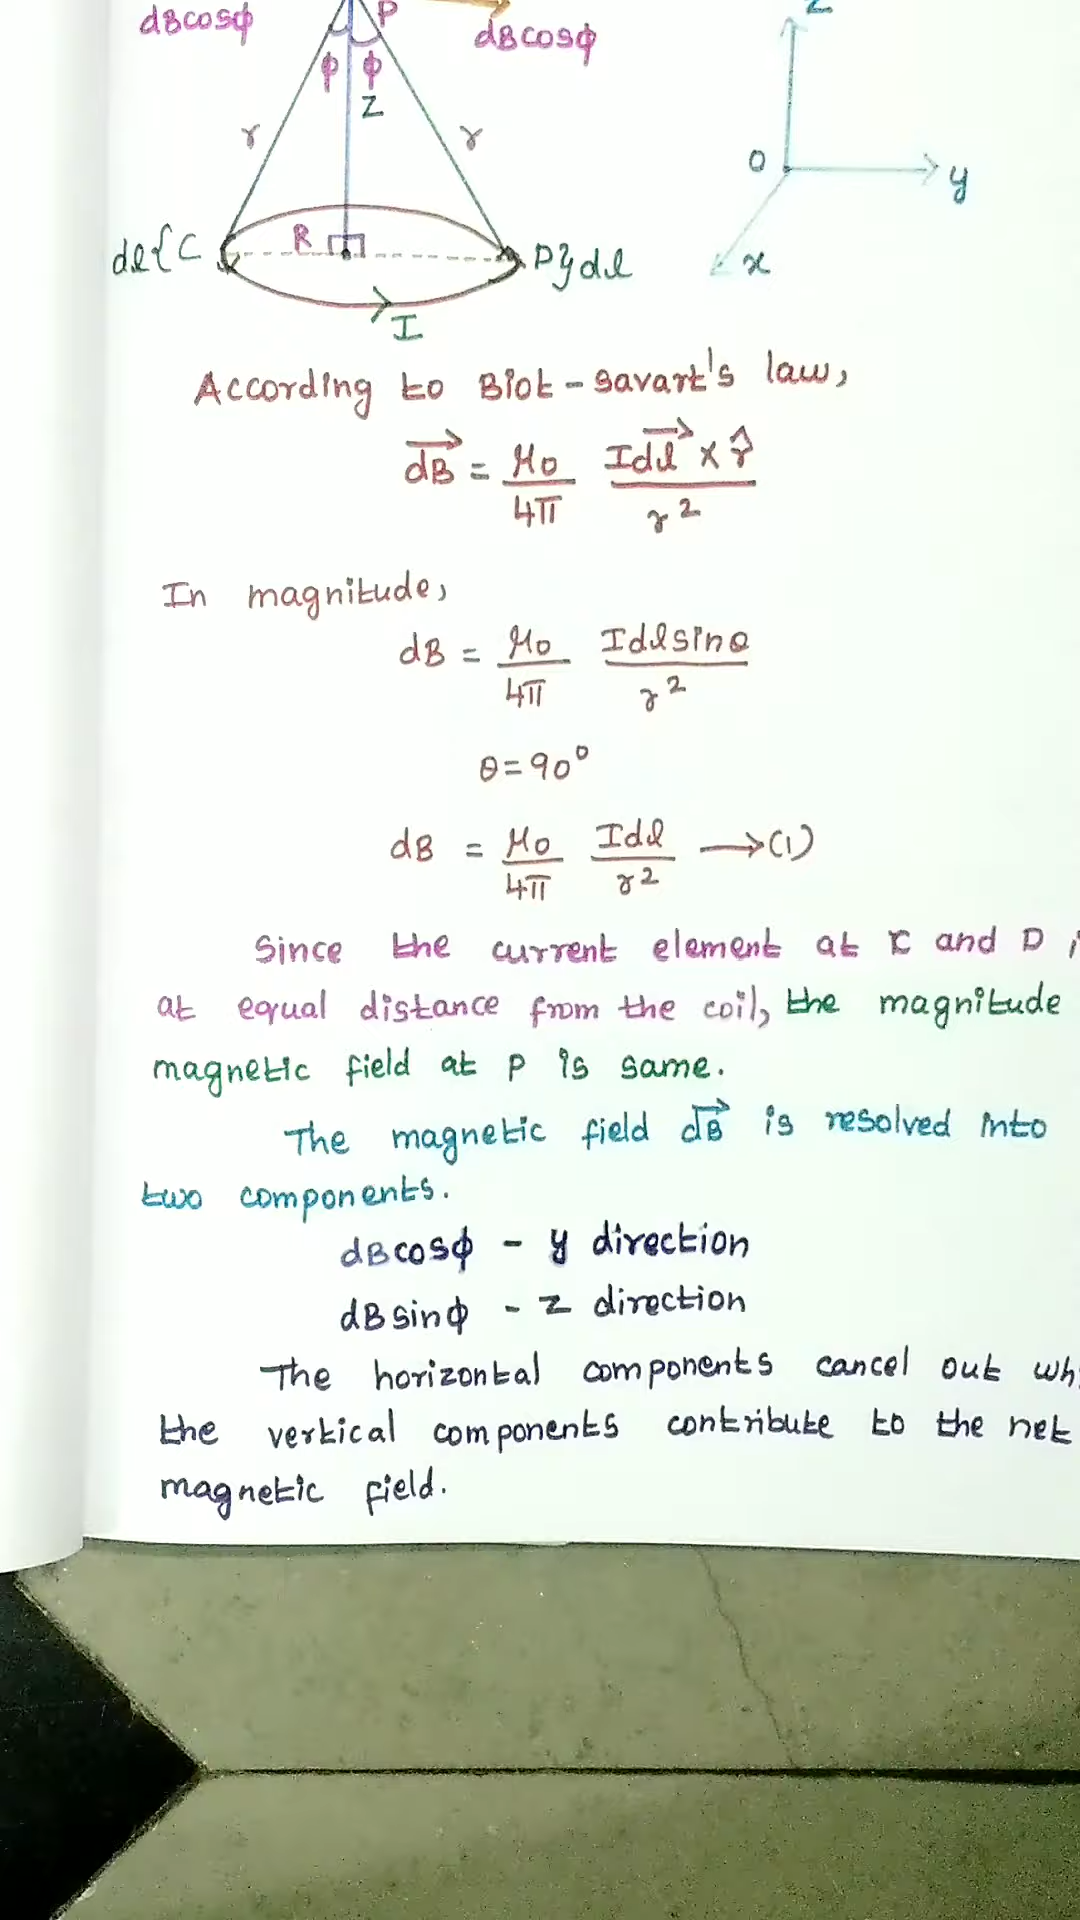 dBcosφ P dBcosφ
φ φ
z
r r
O y
R
dl{C D}dl x
I
According to Biot-savart's law,
dB⃗ = μ₀/4π Idl⃗ × r̂/r²
In magnitude,
dB = μ₀/4π Idlsinθ/r²
θ=90°
dB = μ₀/4π Idl/r² → (1)
Since the current element at C and D
at equal distance from the coil, the magnitude
magnetic field at P is same.
The magnetic field dB⃗ is resolved into
two components.
dBcosφ - y direction
dBsinφ - z direction
The horizontal components cancel out
the vertical components contribute to the net
magnetic field.